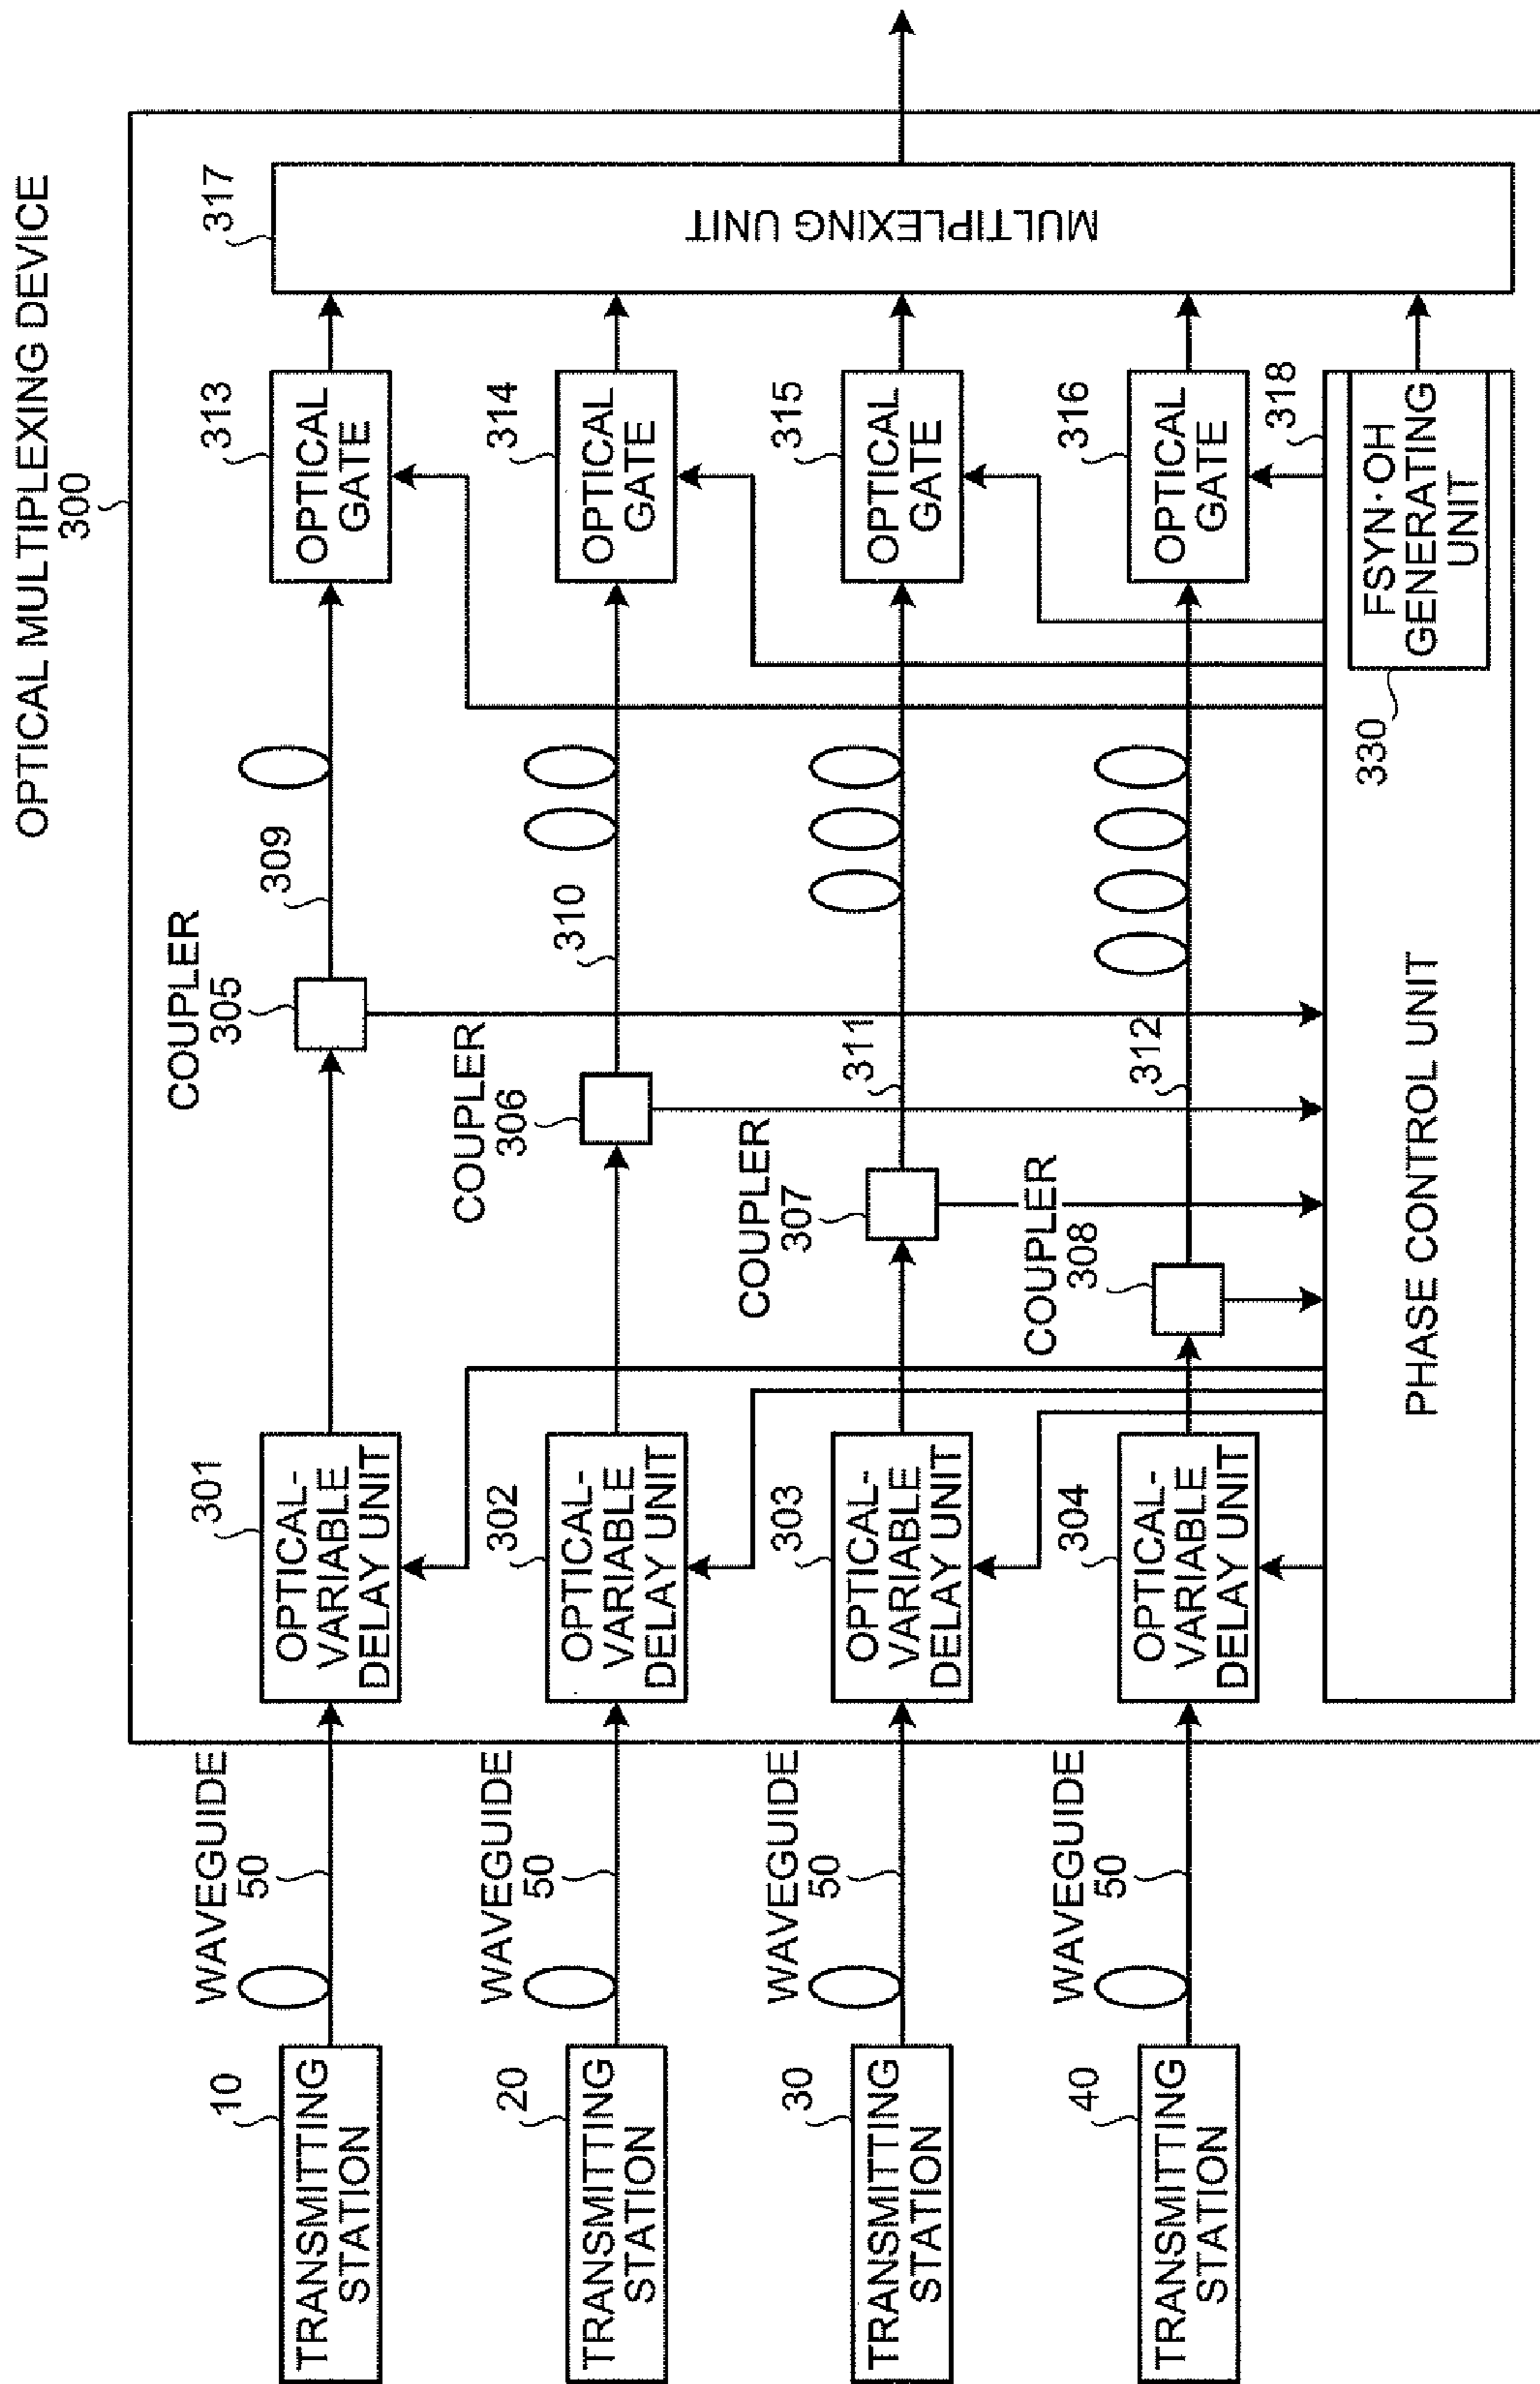 OPTICAL MULTIPLEXING DEVICE
300
TRANSMITTING
STATION
10
WAVEGUIDE
50
OPTICAL-
VARIABLE
DELAY UNIT
301
COUPLER
305
309
OPTICAL
GATE
313
TRANSMITTING
STATION
20
WAVEGUIDE
50
OPTICAL-
VARIABLE
DELAY UNIT
302
COUPLER
306
310
OPTICAL
GATE
314
TRANSMITTING
STATION
30
WAVEGUIDE
50
OPTICAL-
VARIABLE
DELAY UNIT
303
COUPLER
307
311
OPTICAL
GATE
315
TRANSMITTING
STATION
40
WAVEGUIDE
50
OPTICAL-
VARIABLE
DELAY UNIT
304
COUPLER
308
312
OPTICAL
GATE
316
MULTIPLEXING UNIT
317
PHASE CONTROL UNIT
318
FSYN·OH
GENERATING
UNIT
330